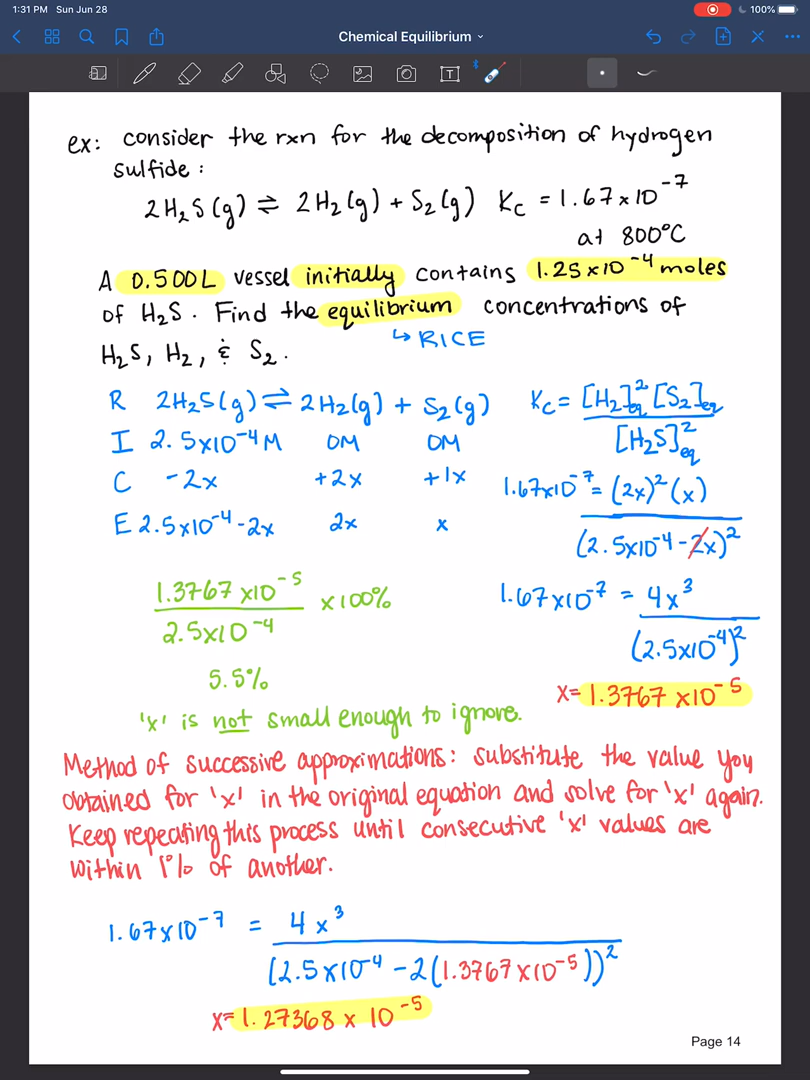 1:31 PM Sun Jun 28
100%
Chemical Equilibrium
T
ex: consider the rxn for the decomposition of hydrogen
sulfide:
2H₂S(g) ⇌ 2H₂(g) + S₂(g) Kc = 1.67×10⁻⁷
at 800°C
A 0.500L vessel initially contains 1.25×10⁻⁴ moles
of H₂S. Find the equilibrium concentrations of
↳ RICE
H₂S, H₂, & S₂.
R 2H₂S(g) ⇌ 2H₂(g) + S₂(g)
I 2.5×10⁻⁴M 0M 0M
C -2x +2x +1x
E 2.5×10⁻⁴-2x 2x x
Kc = [H₂]²eq [S₂]eq
[H₂S]²eq
1.67×10⁻⁷ = (2x)²(x)
(2.5×10⁻⁴ - 2x)²
1.67×10⁻⁷ = 4x³
(2.5×10⁻⁴)²
x= 1.3767 ×10⁻⁵
1.3767 ×10⁻⁵ ×100%
2.5×10⁻⁴
5.5%
'x' is not small enough to ignore.
Method of successive approximations: substitute the value you
obtained for 'x' in the original equation and solve for 'x' again.
Keep repeating this process until consecutive 'x' values are
within 1% of another.
1.67×10⁻⁷ = 4x³
(2.5×10⁻⁴ - 2(1.3767×10⁻⁵))²
x= 1.27368 × 10⁻⁵
Page 14